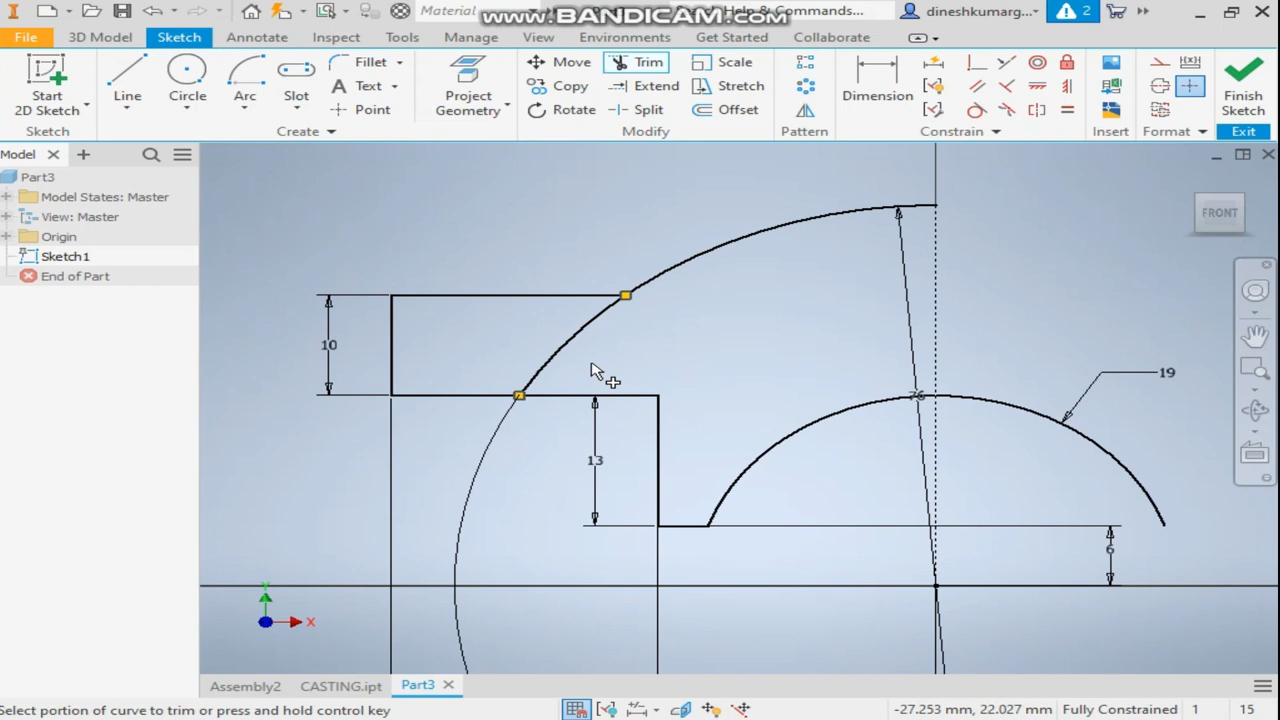 Material
www.BANDICAM.com
Help & Commands...
dineshkumarg...
2
File 3D Model Sketch Annotate Inspect Tools Manage View Environments Get Started Collaborate
Start
2D Sketch
Line
Circle
Arc
Slot
Fillet
Text
Point
Project
Geometry
Move
Copy
Rotate
Trim
Extend
Split
Scale
Stretch
Offset
Dimension
Finish
Sketch
Sketch Create Modify Pattern Constrain Insert Format Exit
Model
Part3
Model States: Master
View: Master
Origin
Sketch1
End of Part
FRONT
10
13
76
19
6
Y
X
Assembly2 CASTING.ipt Part3
Select portion of curve to trim or press and hold control key
-27.253 mm, 22.027 mm Fully Constrained 1 15